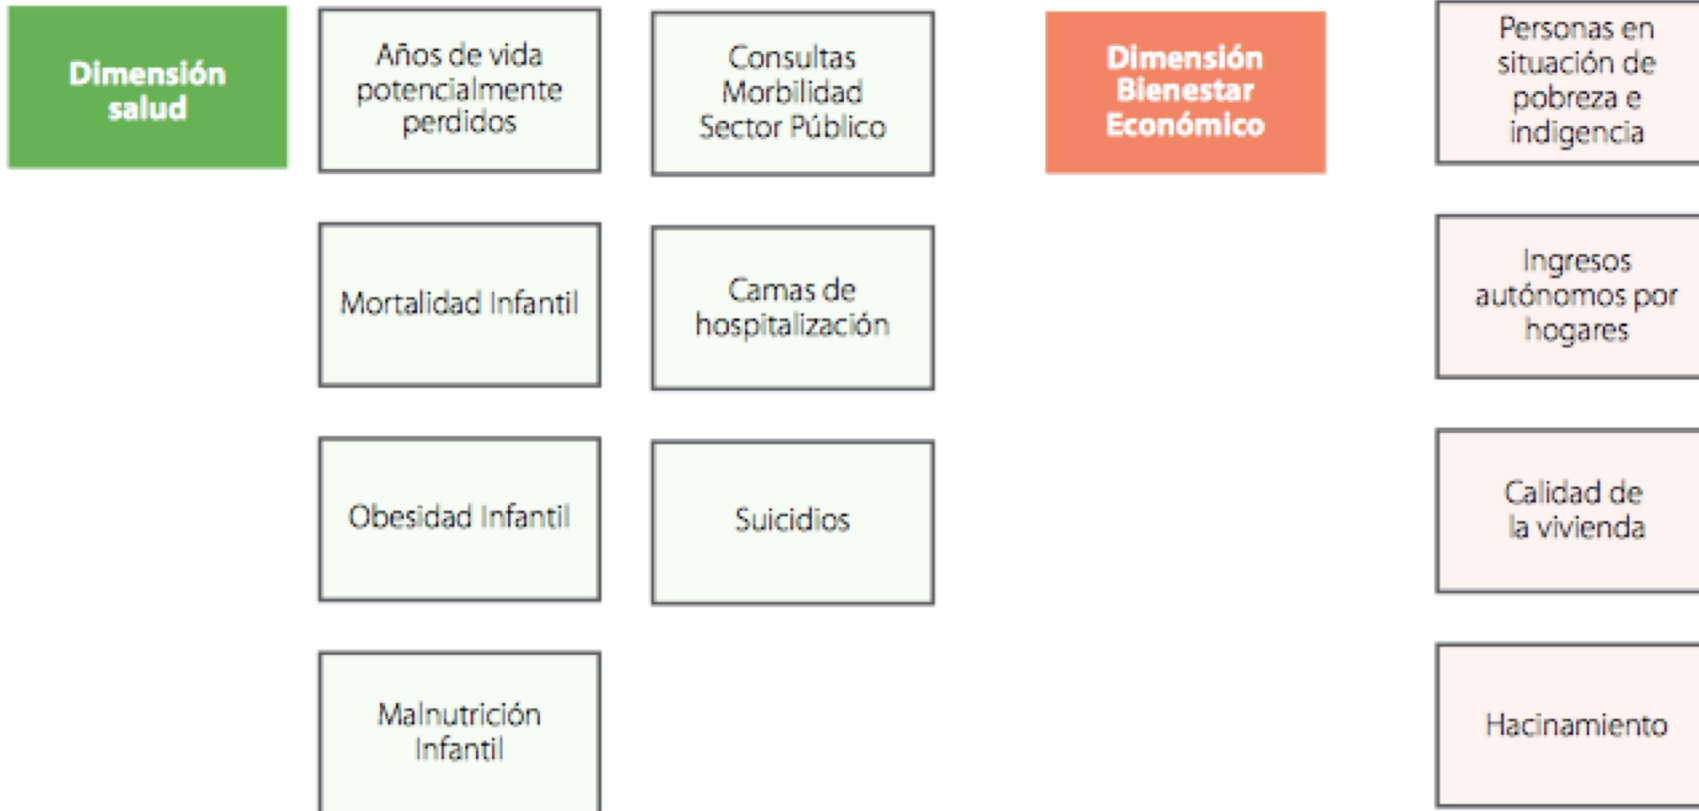 Dimensión
salud
Años de vida
potencialmente
perdidos
Mortalidad Infantil
Obesidad Infantil
Malnutrición
Infantil
Consultas
Morbilidad
Sector Público
Camas de
hospitalización
Suicidios
Dimensión
Bienestar
Económico
Personas en
situación de
pobreza e
indigencia
Ingresos
autónomos por
hogares
Calidad de
la vivienda
Hacinamiento